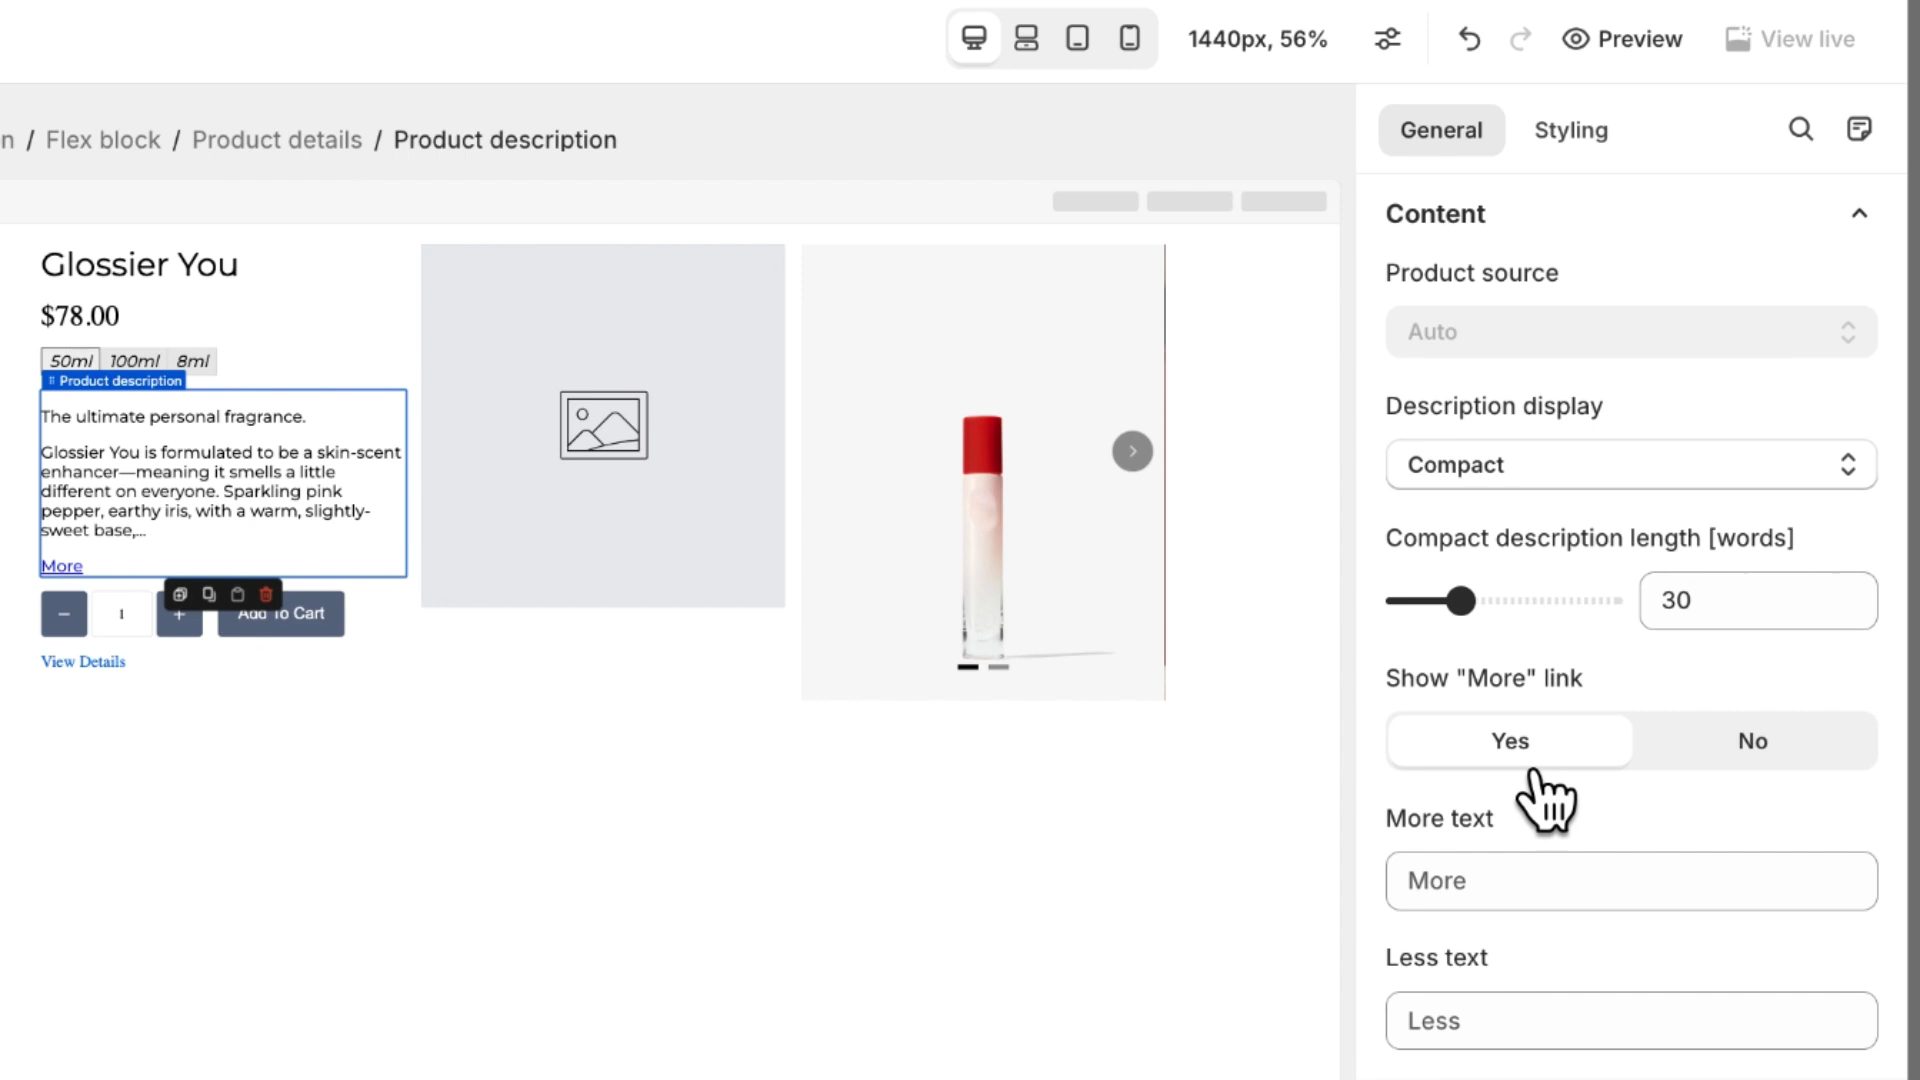 1440px, 56%
Preview
View live
n / Flex block / Product details / Product description
Glossier You
$78.00
50ml 100ml 8ml
Product description
The ultimate personal fragrance.
Glossier You is formulated to be a skin-scent
enhancer—meaning it smells a little
different on everyone. Sparkling pink
pepper, earthy iris, with a warm, slightly-
sweet base,...
More
− 1 + Add To Cart
View Details
General
Styling
Content
Product source
Auto
Description display
Compact
Compact description length [words]
30
Show "More" link
Yes
No
More text
More
Less text
Less